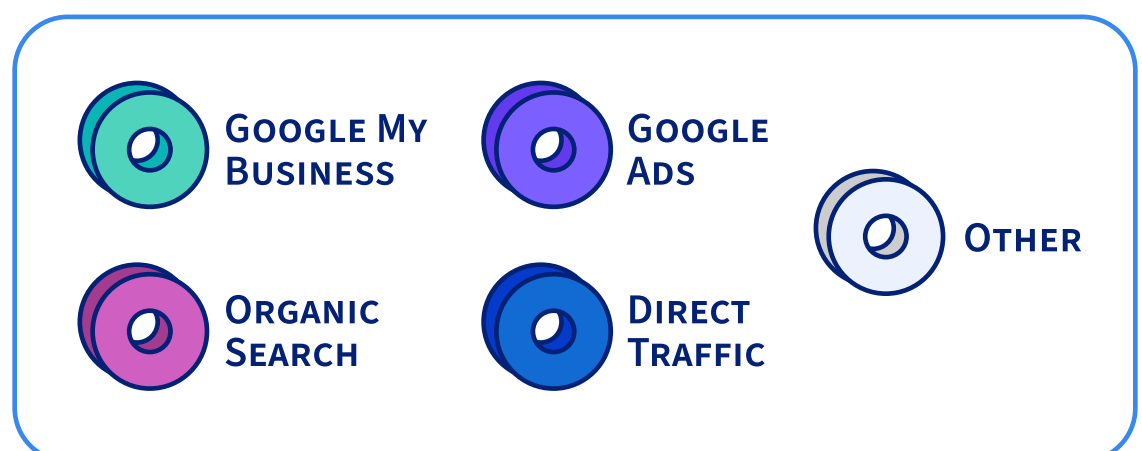 Google My
Business
Google
Ads
Organic
Search
Direct
Traffic
Other